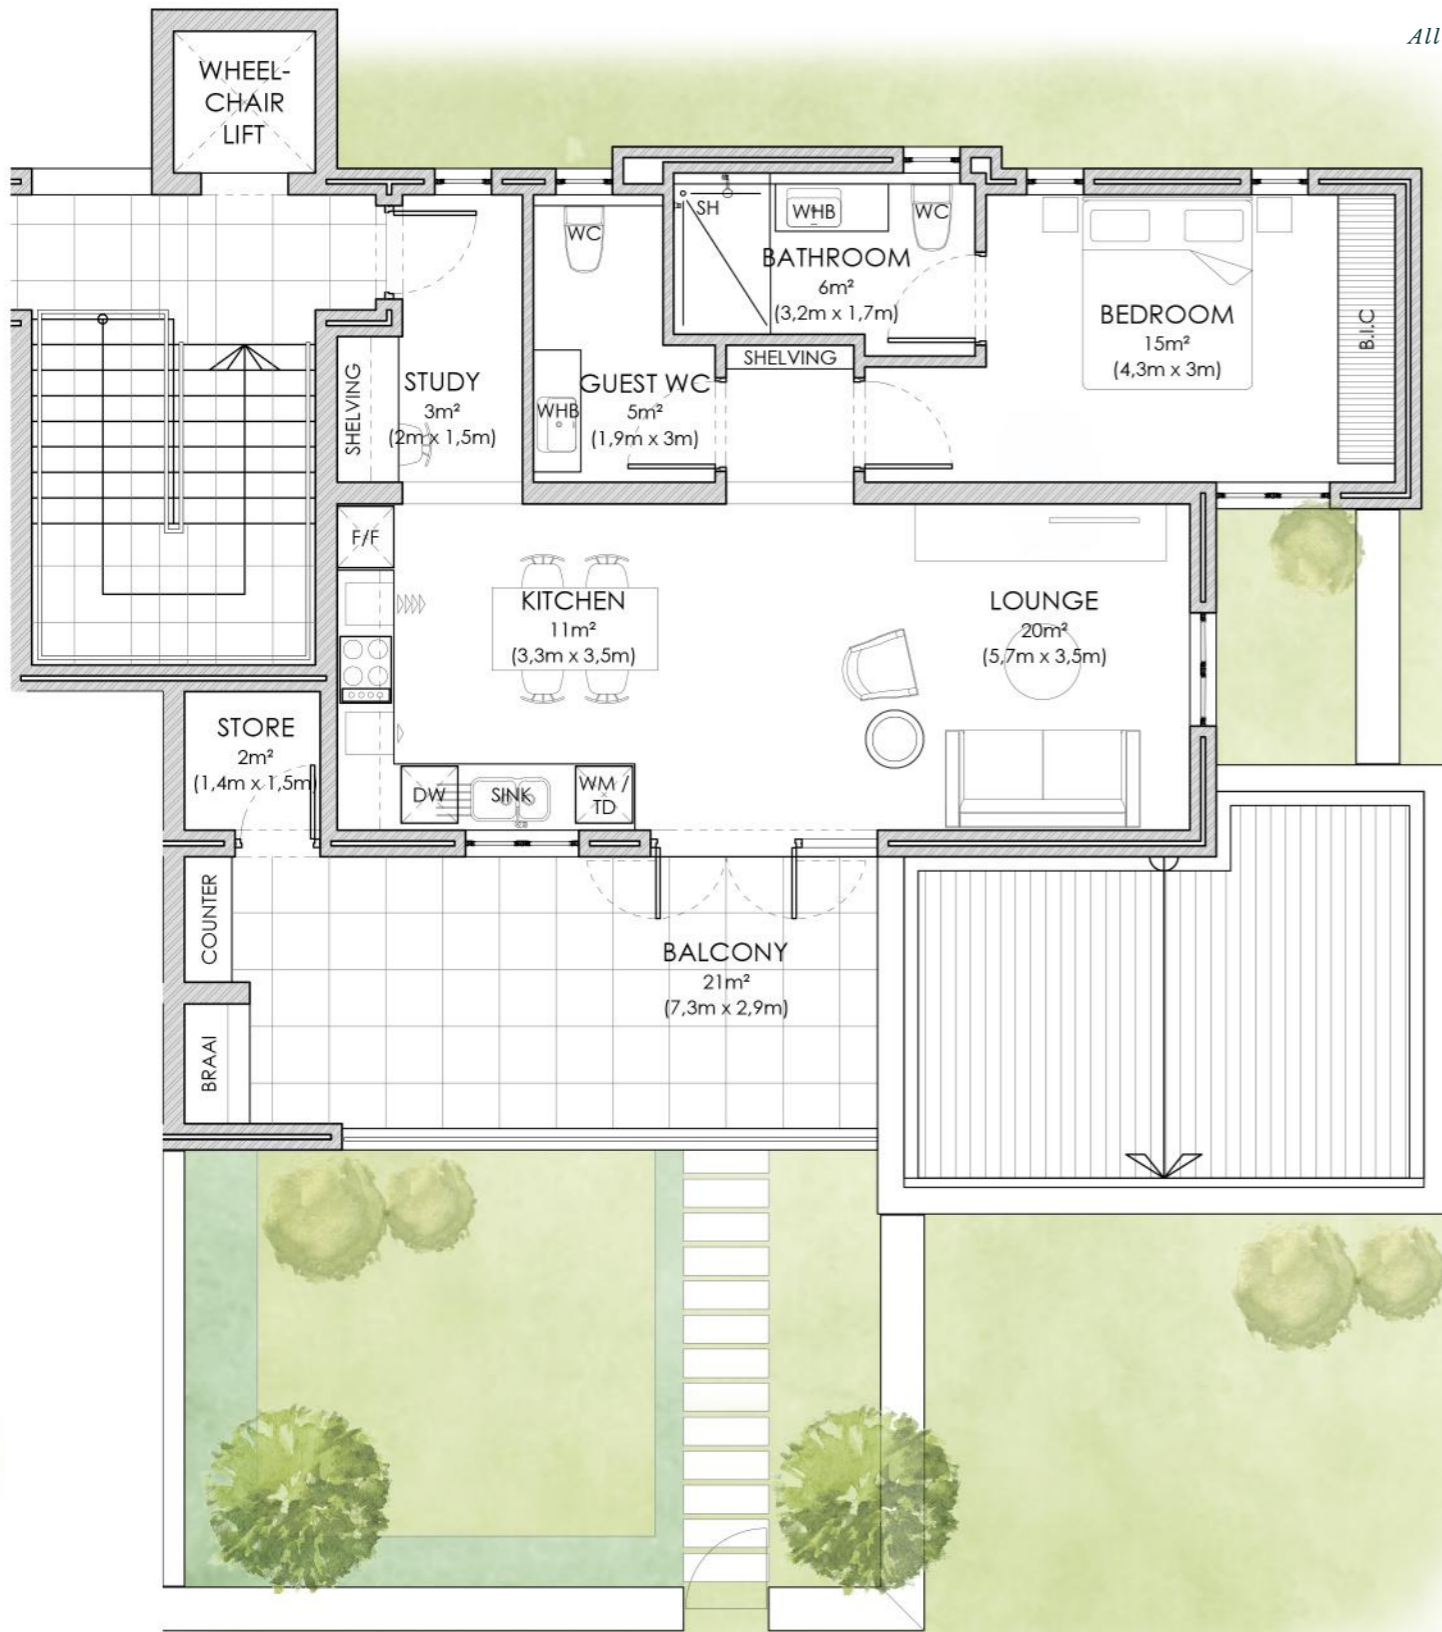 All
WHEEL-
CHAIR
LIFT
SH
WHB
WC
WC
BATHROOM
6m²
(3,2m x 1,7m)
BEDROOM
15m²
(4,3m x 3m)
B.I.C
SHELVING
SHELVING
STUDY
3m²
(2m x 1,5m)
GUEST WC
5m²
(1,9m x 3m)
WHB
F/F
KITCHEN
11m²
(3,3m x 3,5m)
LOUNGE
20m²
(5,7m x 3,5m)
STORE
2m²
(1,4m x 1,5m)
DW
SINK
WM /
TD
COUNTER
BALCONY
21m²
(7,3m x 2,9m)
BRAAI